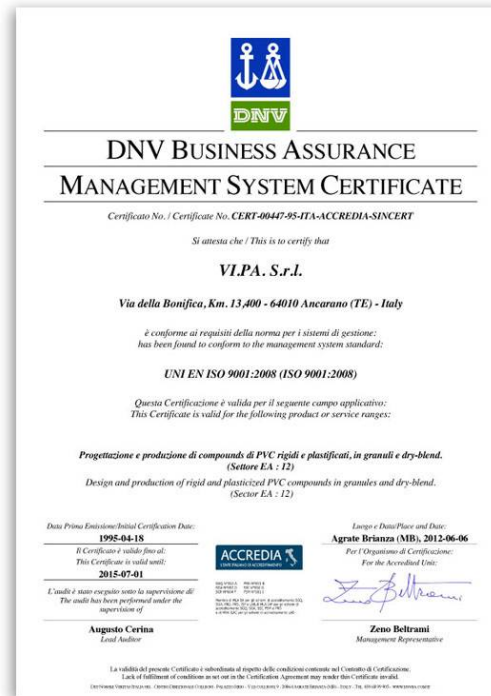 DNV
DNV BUSINESS ASSURANCE
MANAGEMENT SYSTEM CERTIFICATE
Certificato No. / Certificate No. CERT-00447-95-ITA-ACCREDIA-SINCERT
Si attesta che / This is to certify that
VI.PA. S.r.l.
Via della Bonifica, Km. 13,400 - 64010 Ancarano (TE) - Italy
è conforme ai requisiti della norma per i sistemi di gestione:
has been found to conform to the management system standard:
UNI EN ISO 9001:2008 (ISO 9001:2008)
Questa Certificazione è valida per il seguente campo applicativo:
This Certificate is valid for the following product or service ranges:
Progettazione e produzione di compounds di PVC rigidi e plastificati, in granuli e dry-blend.
(Settore EA : 12)
Design and production of rigid and plasticized PVC compounds in granules and dry-blend.
(Sector EA : 12)
Data Prima Emissione/Initial Certification Date:
1995-04-18
Il Certificato è valido fino al:
This Certificate is valid until:
2015-07-01
L'audit è stato eseguito sotto la supervisione di/
The audit has been performed under the
supervision of
Augusto Cerina
Lead Auditor
ACCREDIA
Luogo e Data/Place and Date:
Agrate Brianza (MB), 2012-06-06
Per l'Organismo di Certificazione:
For the Accredited Unit:
Zeno Beltrami
Zeno Beltrami
Management Representative
La validità del presente Certificato è subordinata al rispetto delle condizioni contenute nel Contratto di Certificazione.
Lack of fulfilment of conditions as set out in the Certification Agreement may render this Certificate invalid.